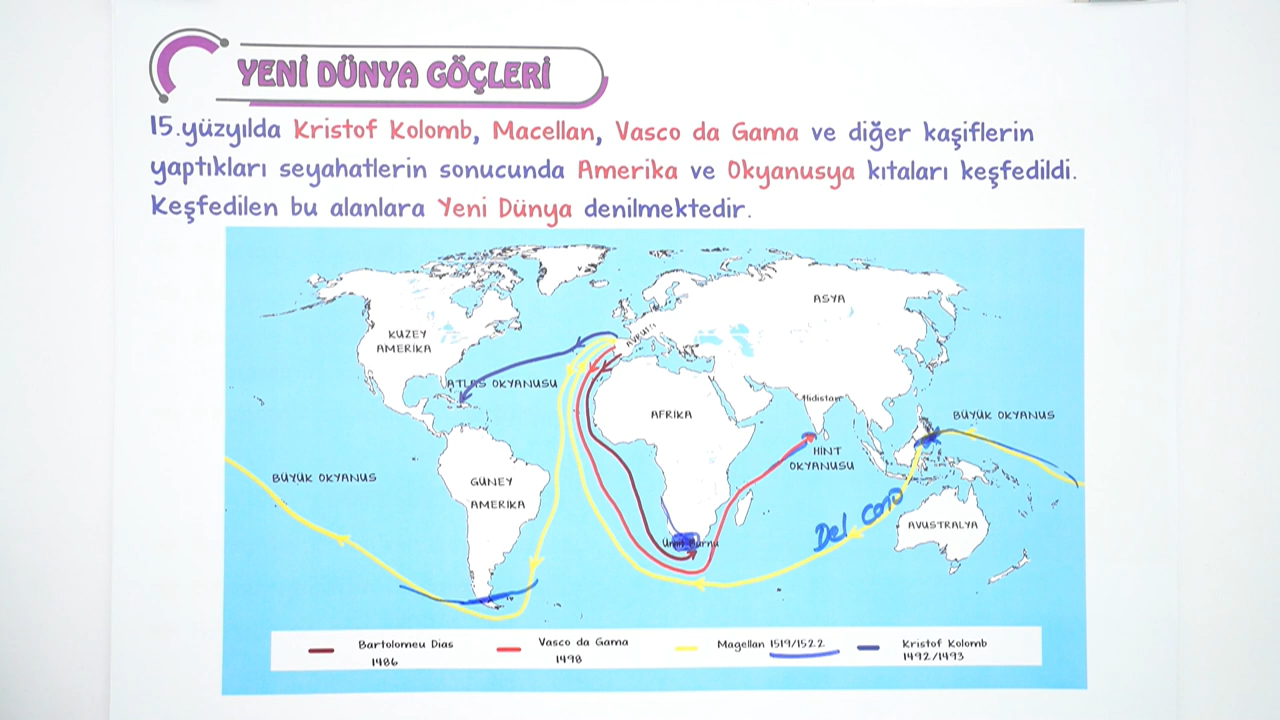 YENİ DÜNYA GÖÇLERİ
15.yüzyılda Kristof Kolomb, Macellan, Vasco da Gama ve diğer kaşiflerin
yaptıkları seyahatlerin sonucunda Amerika ve Okyanusya kıtaları keşfedildi.
Keşfedilen bu alanlara Yeni Dünya denilmektedir.
ASYA
KUZEY
AMERİKA
ATLAS OKYANUSU
AFRİKA
Hidistan
BÜYÜK OKYANUS
HİNT
OKYANUSU
BÜYÜK OKYANUS
GÜNEY
AMERİKA
Del Cano
AVUSTRALYA
Burnu
Bartolomeu Dias
1486
Vasco da Gama
1498
Magellan 1519/1522
Kristof Kolomb
1492/1493